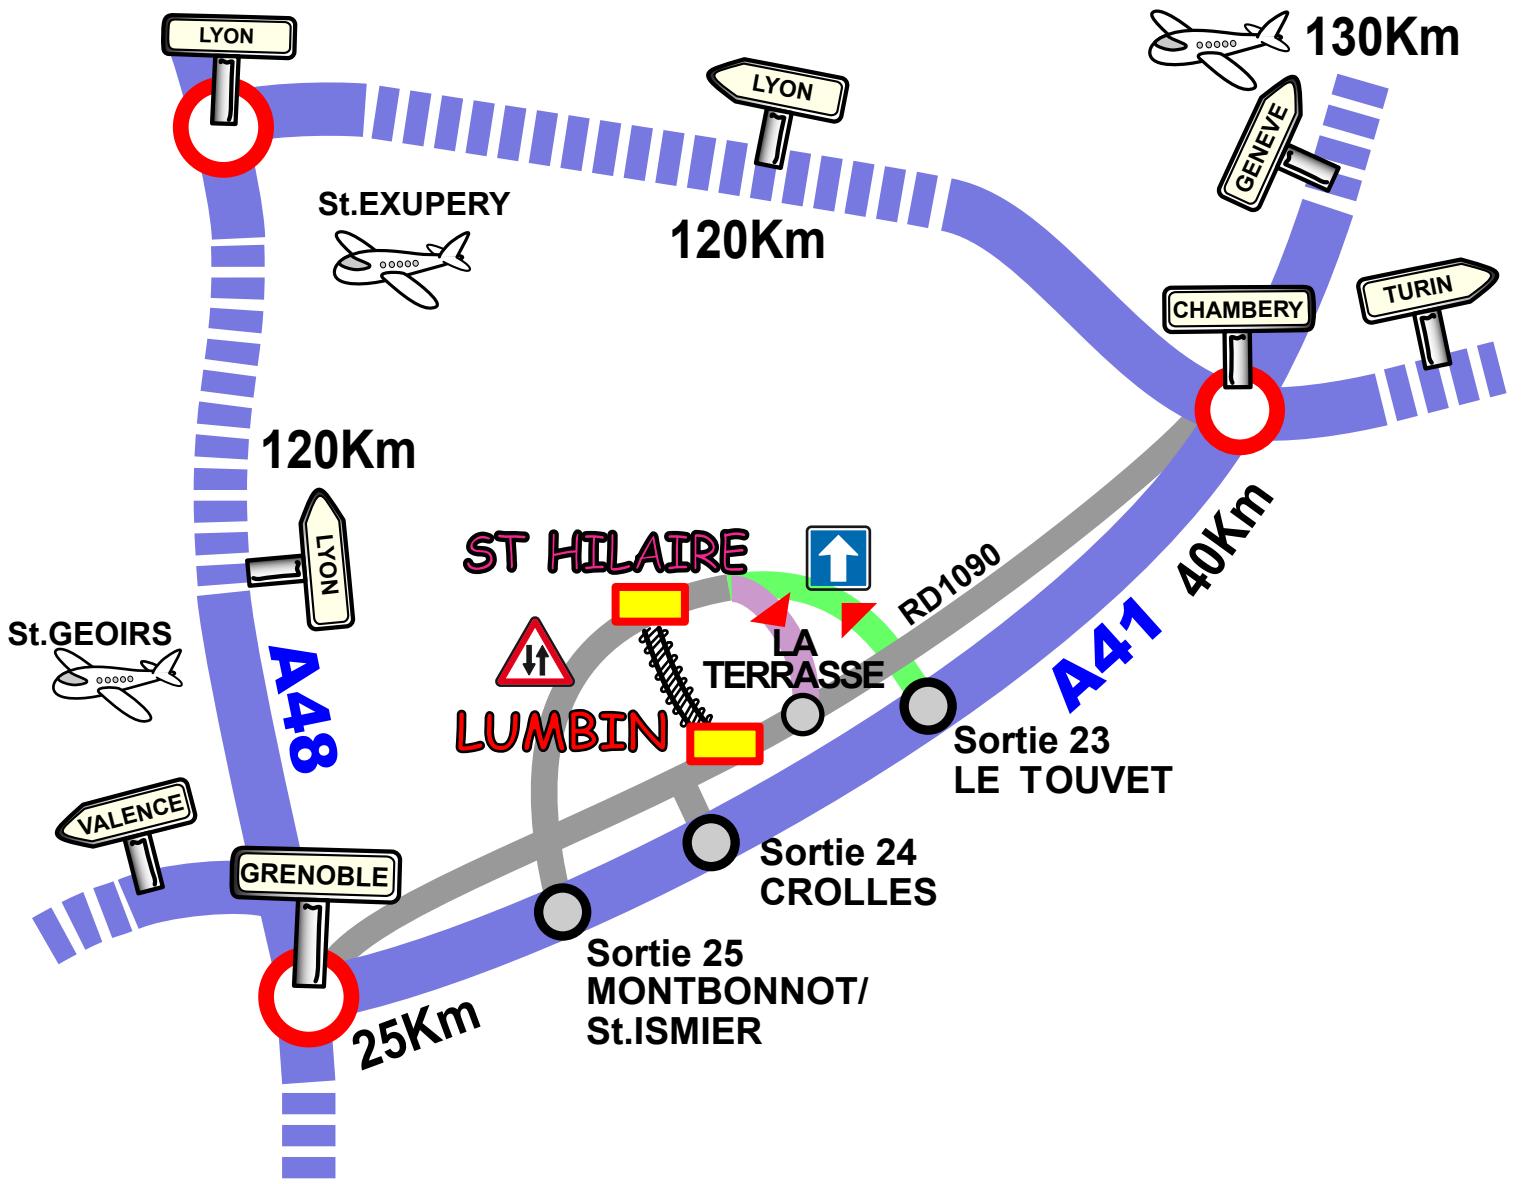 LYON
LYON
130Km
GENEVE
St.EXUPERY
120Km
TURIN
CHAMBERY
120Km
LYON
ST HILAIRE
RD1090
40Km
A41
St.GEOIRS
A48
LA
TERRASSE
LUMBIN
Sortie 23
LE TOUVET
VALENCE
GRENOBLE
Sortie 24
CROLLES
Sortie 25
MONTBONNOT/
St.ISMIER
25Km